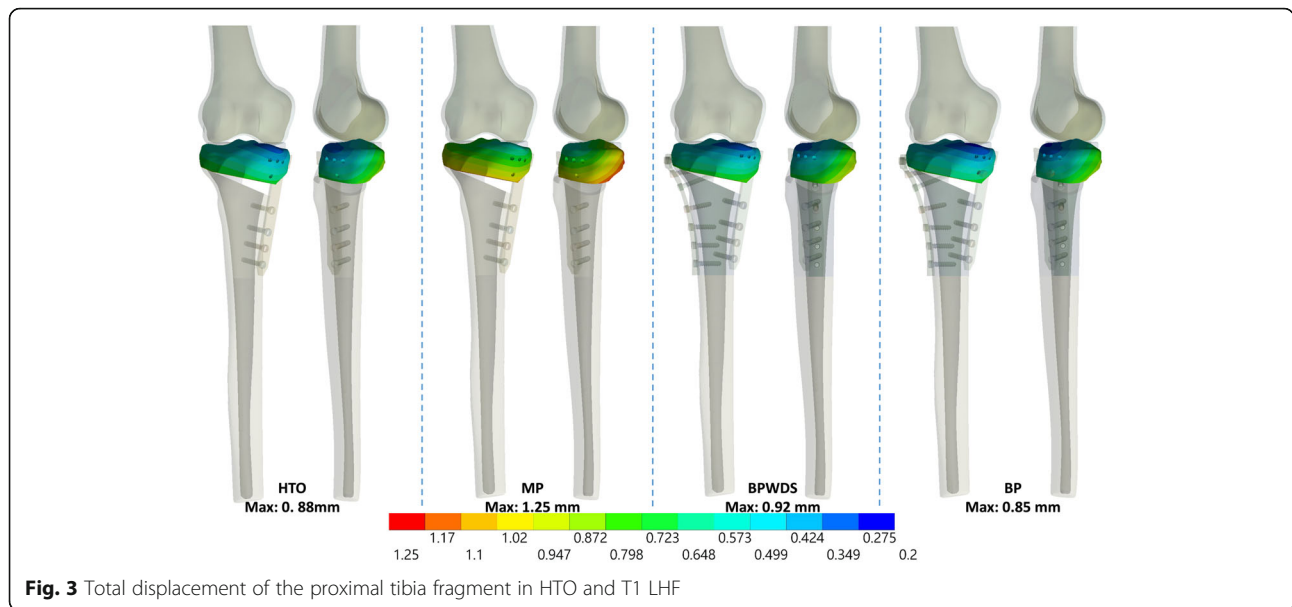 HTO
Max: 0. 88mm
MP
Max: 1.25 mm
BPWDS
Max: 0.92 mm
BP
Max: 0.85 mm
1.17 1.02 0.872 0.723 0.573 0.424 0.275
1.25 1.1 0.947 0.798 0.648 0.499 0.349 0.2
Fig. 3 Total displacement of the proximal tibia fragment in HTO and T1 LHF